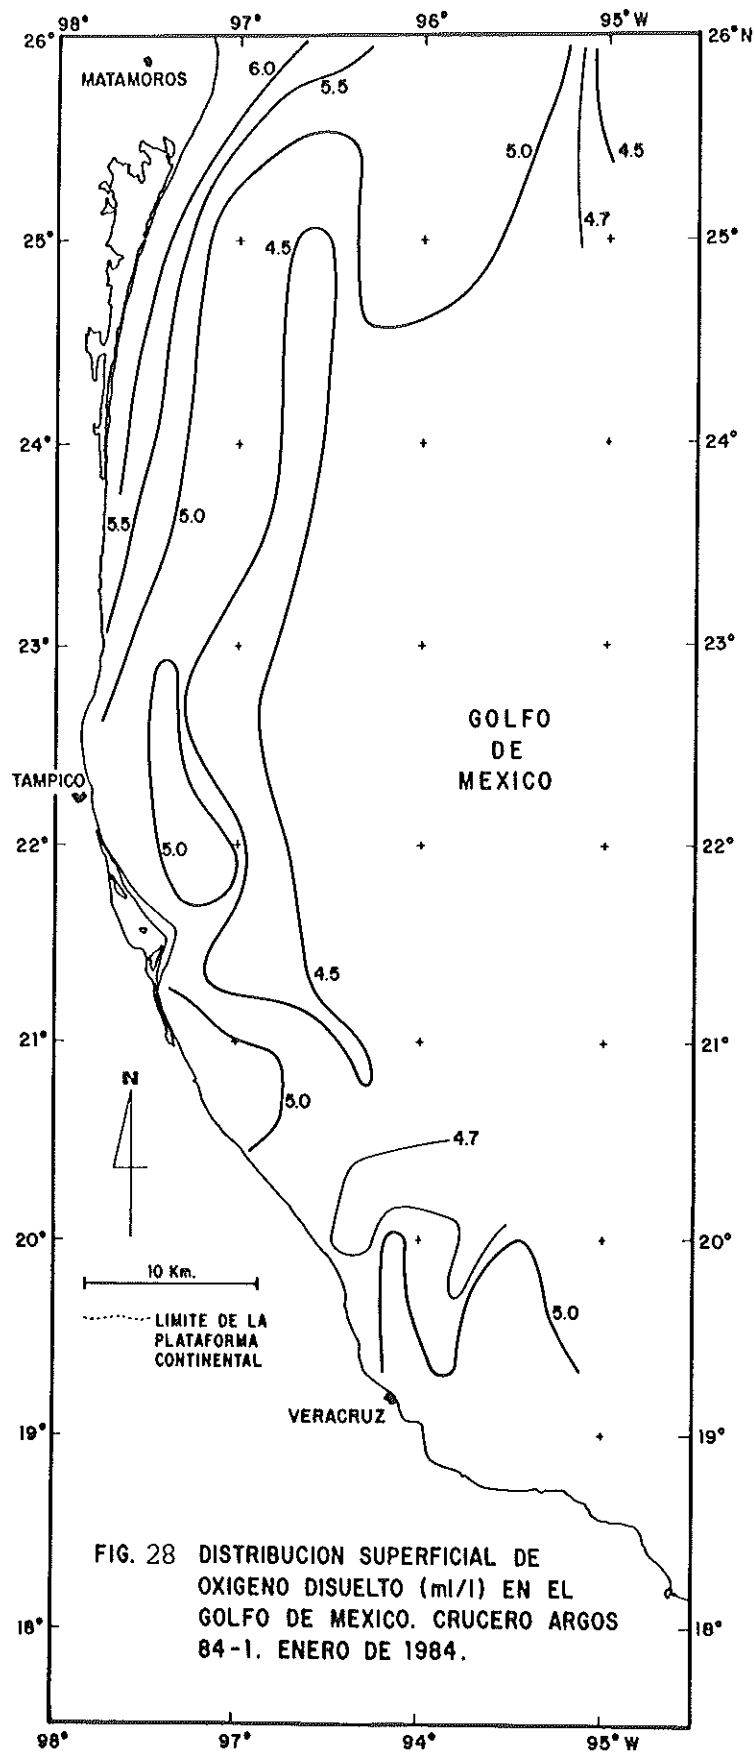 98° 97° 96° 95°W
26° 26°N
MATAMOROS
6.0
5.5
5.0
4.5
4.7
25° 25°
4.5
24° 24°
5.5 5.0
23° 23°
GOLFO
DE
MEXICO
TAMPICO
22° 22°
5.0
4.5
21° 21°
N
5.0
4.7
20° 20°
10 Km.
5.0
LIMITE DE LA
PLATAFORMA
CONTINENTAL
VERACRUZ
19° 19°
FIG. 28 DISTRIBUCION SUPERFICIAL DE
OXIGENO DISUELTO (ml/l) EN EL
GOLFO DE MEXICO. CRUCERO ARGOS
84-1. ENERO DE 1984.
18° 18°
98° 97° 94° 95°W